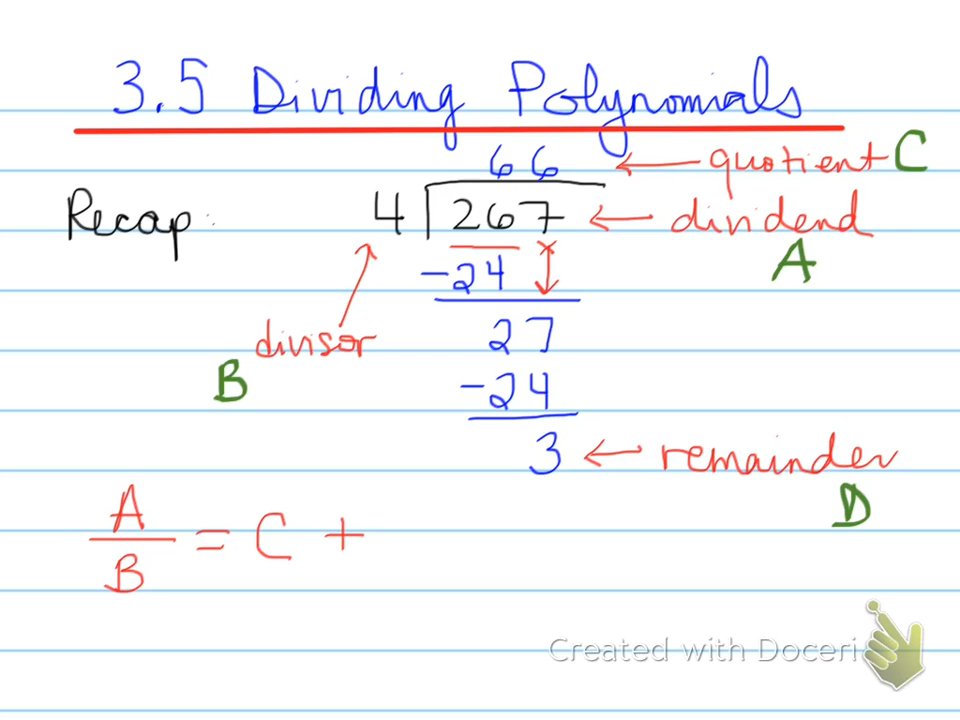 3.5 Dividing Polynomials
66 ← quotient C
Recap: 4 267 ← dividend
A
-24
divisor 27
B
-24
3 ← remainder
D
A/B = C +
Created with Doceri